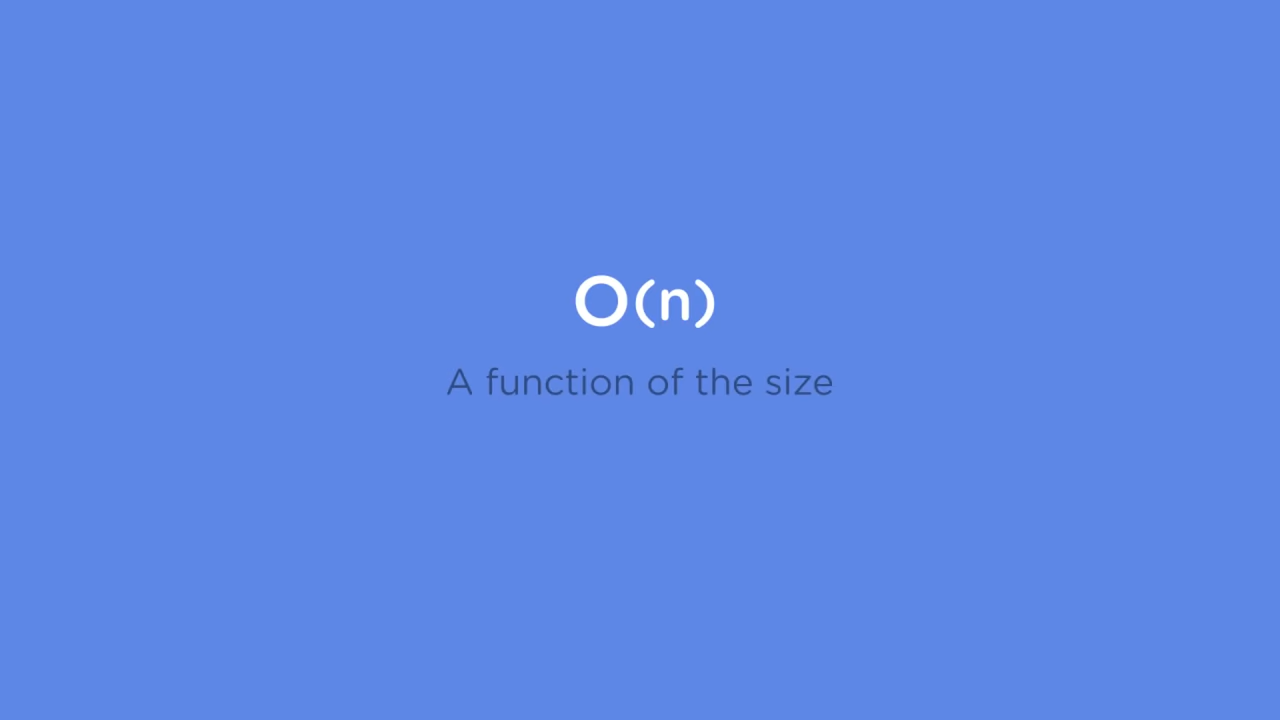 O(n)
A function of the size